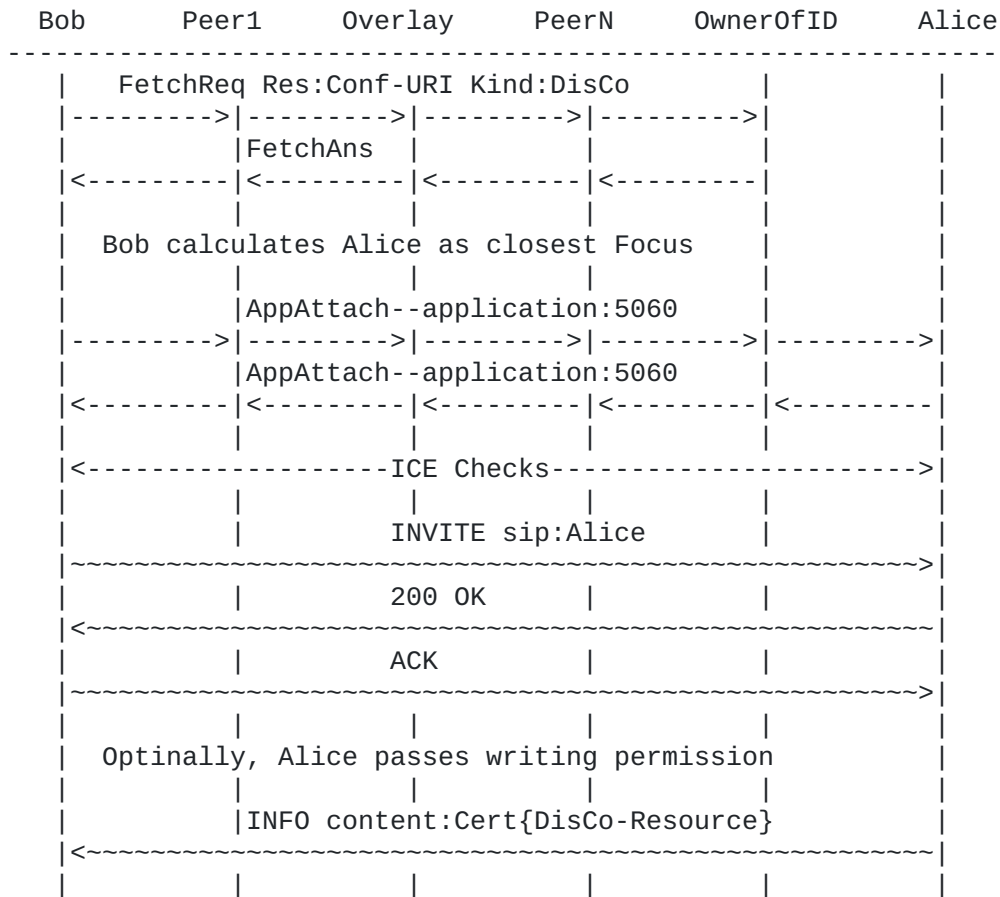 Bob Peer1 Overlay PeerN OwnerOfID Alice
--------------------------------------------------------------
| FetchReq Res:Conf-URI Kind:DisCo | |
|--------->|--------->|--------->|--------->| |
| |FetchAns | | | |
|<---------|<---------|<---------|<---------| |
| | | | | |
| Bob calculates Alice as closest Focus | |
| | | | | |
| |AppAttach--application:5060 | |
|--------->|--------->|--------->|--------->|--------->|
| |AppAttach--application:5060 | |
|<---------|<---------|<---------|<---------|<---------|
| | | | | |
|<-------------------ICE Checks----------------------->|
| | | | | |
| | INVITE sip:Alice | |
|~~~~~~~~~~~~~~~~~~~~~~~~~~~~~~~~~~~~~~~~~~~~~~~~~~~~~>|
| | 200 OK | | |
|<~~~~~~~~~~~~~~~~~~~~~~~~~~~~~~~~~~~~~~~~~~~~~~~~~~~~~|
| | ACK | | |
|~~~~~~~~~~~~~~~~~~~~~~~~~~~~~~~~~~~~~~~~~~~~~~~~~~~~~>|
| | | | | |
| Optinally, Alice passes writing permission |
| | | | | |
| |INFO content:Cert{DisCo-Resource} |
|<~~~~~~~~~~~~~~~~~~~~~~~~~~~~~~~~~~~~~~~~~~~~~~~~~~~~~|
| | | | | |